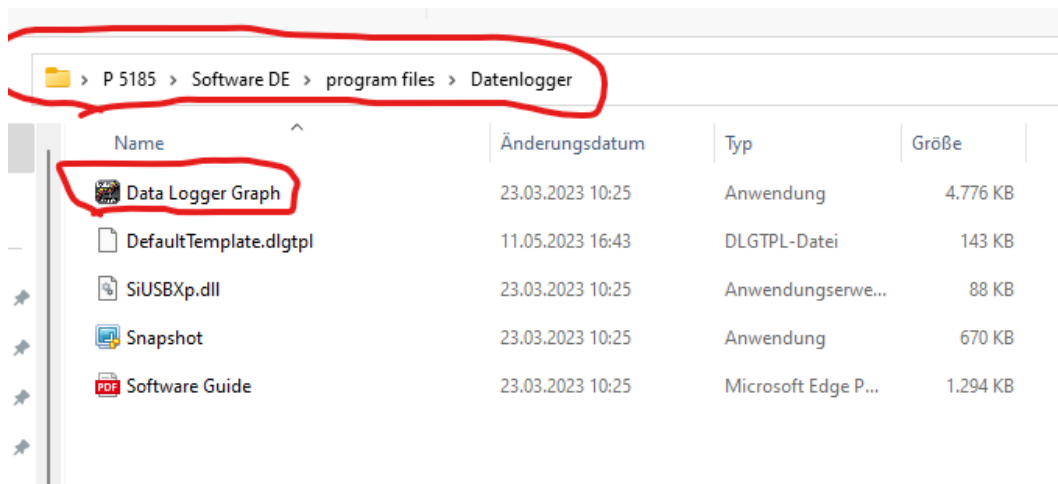 P 5185 > Software DE > program files > Datenlogger
Name Änderungsdatum Typ Größe
Data Logger Graph 23.03.2023 10:25 Anwendung 4.776 KB
DefaultTemplate.dlgtpl 11.05.2023 16:43 DLGTPL-Datei 143 KB
SiUSBXp.dll 23.03.2023 10:25 Anwendungserwe... 88 KB
Snapshot 23.03.2023 10:25 Anwendung 670 KB
PDF Software Guide 23.03.2023 10:25 Microsoft Edge P... 1.294 KB